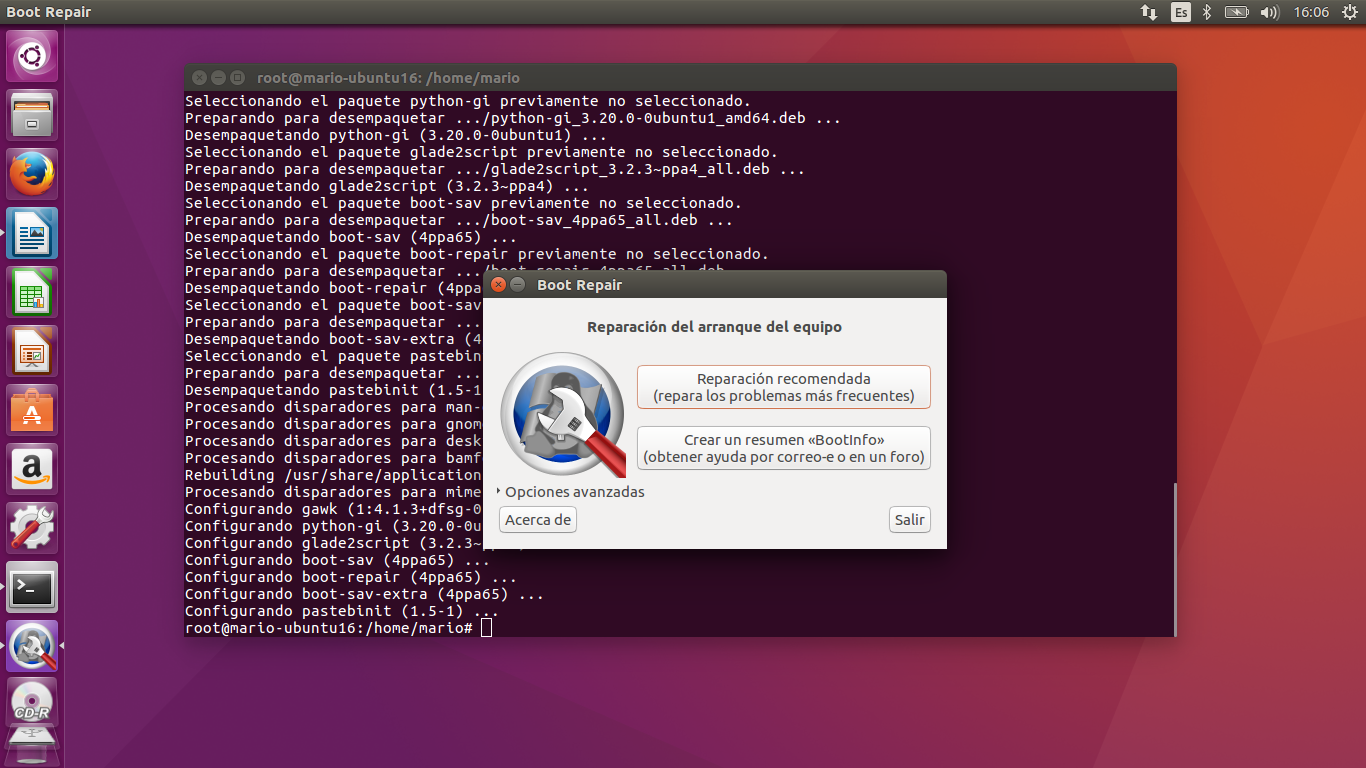 Boot Repair
Es
16:06
root@mario-ubuntu16: /home/mario
Seleccionando el paquete python-gi previamente no seleccionado.
Preparando para desempaquetar .../python-gi_3.20.0-0ubuntu1_amd64.deb ...
Desempaquetando python-gi (3.20.0-0ubuntu1) ...
Seleccionando el paquete glade2script previamente no seleccionado.
Preparando para desempaquetar .../glade2script_3.2.3~ppa4_all.deb ...
Desempaquetando glade2script (3.2.3~ppa4) ...
Seleccionando el paquete boot-sav previamente no seleccionado.
Preparando para desempaquetar .../boot-sav_4ppa65_all.deb ...
Desempaquetando boot-sav (4ppa65) ...
Seleccionando el paquete boot-repair previamente no seleccionado.
Preparando para desempaquetar .../boot-repair_4ppa65_all.deb
Desempaquetando boot-repair (4ppa
Seleccionando el paquete boot-sav
Preparando para desempaquetar ...
Desempaquetando boot-sav-extra (4
Seleccionando el paquete pastebin
Preparando para desempaquetar ...
Desempaquetando pastebinit (1.5-1
Procesando disparadores para man-
Procesando disparadores para gnom
Procesando disparadores para desk
Procesando disparadores para bamf
Rebuilding /usr/share/application
Procesando disparadores para mime
Configurando gawk (1:4.1.3+dfsg-0
Configurando python-gi (3.20.0-0u
Configurando glade2script (3.2.3~
Configurando boot-sav (4ppa65) ...
Configurando boot-repair (4ppa65) ...
Configurando boot-sav-extra (4ppa65) ...
Configurando pastebinit (1.5-1) ...
root@mario-ubuntu16:/home/mario#
Boot Repair
Reparación del arranque del equipo
Reparación recomendada
(repara los problemas más frecuentes)
Crear un resumen «BootInfo»
(obtener ayuda por correo-e o en un foro)
Opciones avanzadas
Acerca de
Salir
CD-R